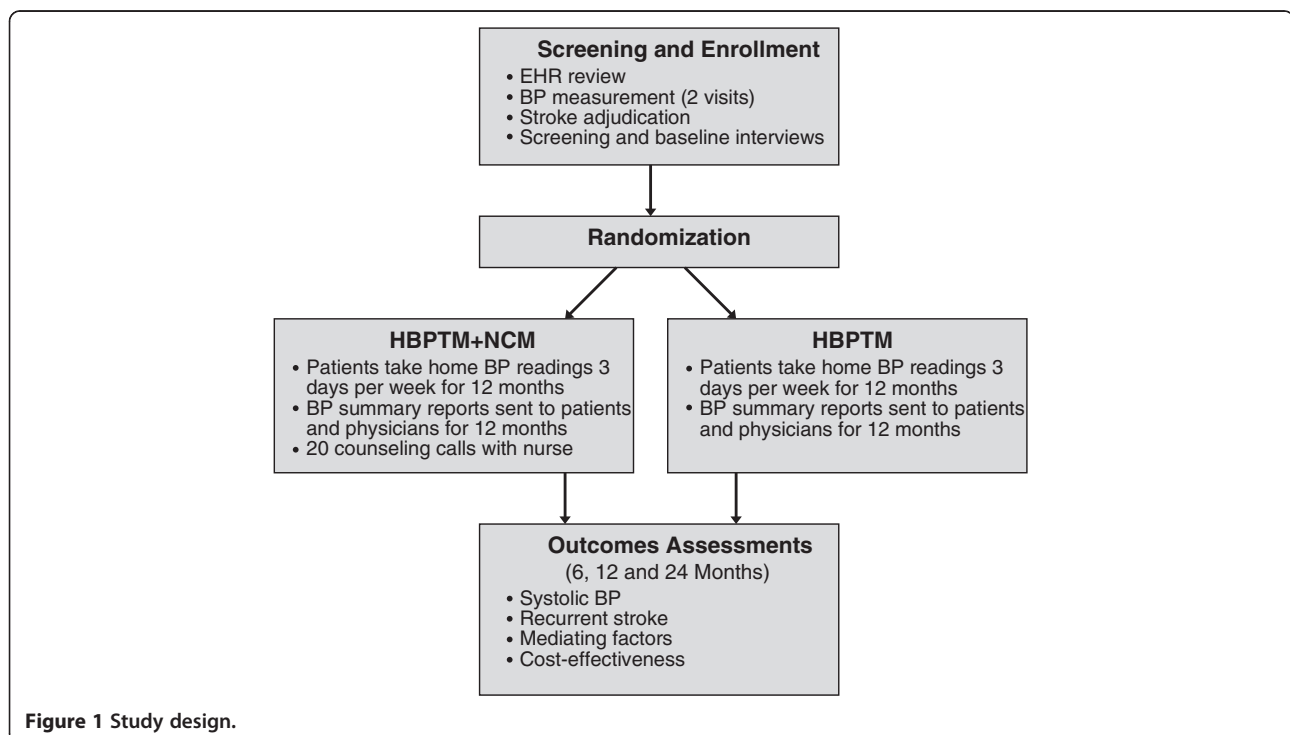 Screening and Enrollment
• EHR review
• BP measurement (2 visits)
• Stroke adjudication
• Screening and baseline interviews
Randomization
HBPTM+NCM
• Patients take home BP readings 3
days per week for 12 months
• BP summary reports sent to patients
and physicians for 12 months
• 20 counseling calls with nurse
HBPTM
• Patients take home BP readings 3
days per week for 12 months
• BP summary reports sent to patients
and physicians for 12 months
Outcomes Assessments
(6, 12 and 24 Months)
• Systolic BP
• Recurrent stroke
• Mediating factors
• Cost-effectiveness
Figure 1 Study design.